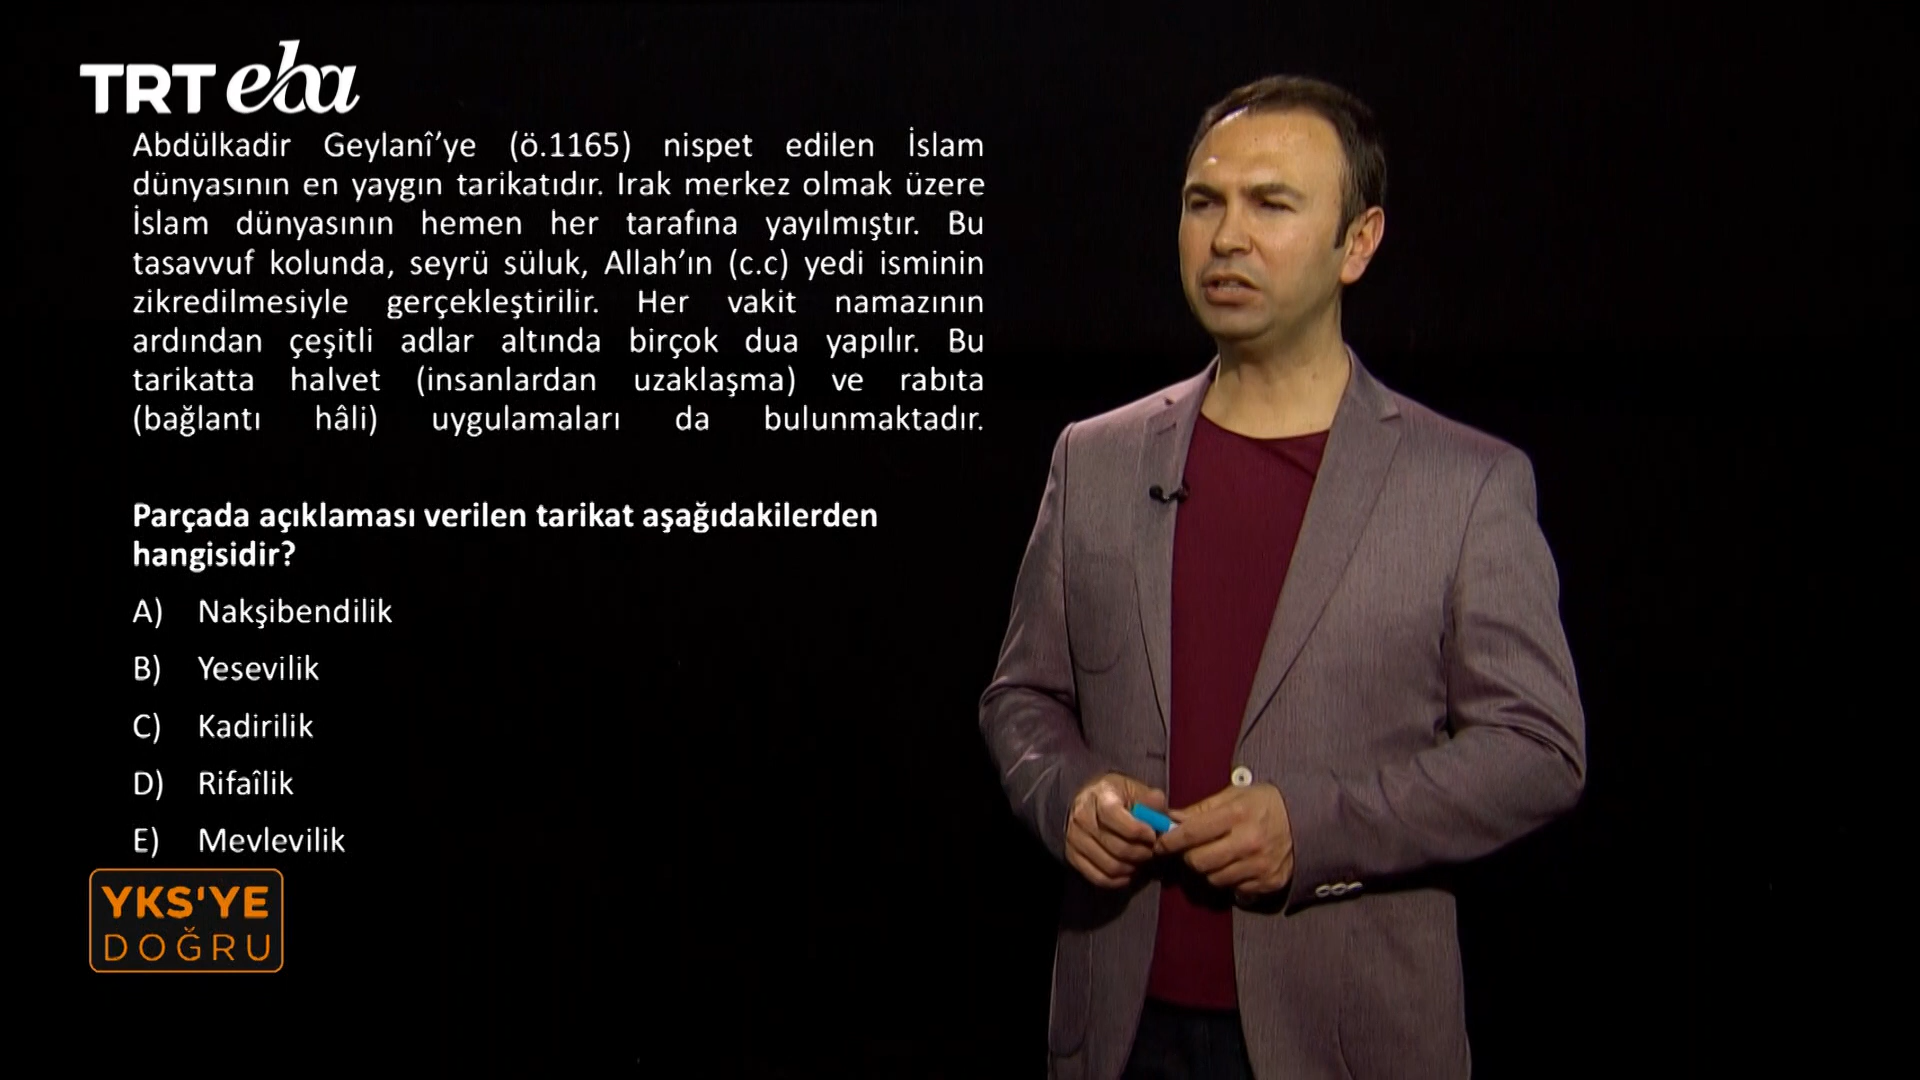 TRT eba
Abdülkadir Geylanî’ye (ö.1165) nispet edilen İslam
dünyasının en yaygın tarikatıdır. Irak merkez olmak üzere
İslam dünyasının hemen her tarafına yayılmıştır. Bu
tasavvuf kolunda, seyrü süluk, Allah’ın (c.c) yedi isminin
zikredilmesiyle gerçekleştirilir. Her vakit namazının
ardından çeşitli adlar altında birçok dua yapılır. Bu
tarikatta halvet (insanlardan uzaklaşma) ve rabıta
(bağlantı hâli) uygulamaları da bulunmaktadır.
Parçada açıklaması verilen tarikat aşağıdakilerden
hangisidir?
A) Nakşibendilik
B) Yesevilik
C) Kadirilik
D) Rifaîlik
E) Mevlevilik
YKS'YE
DOĞRU